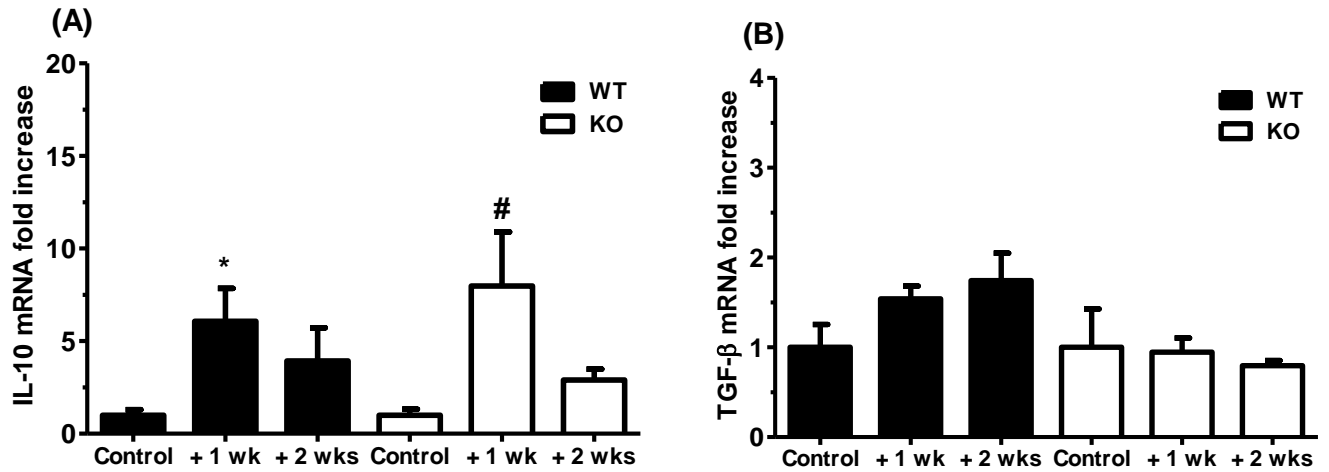 (A)
IL-10 mRNA fold increase
20
15
10
5
0
WT
KO
*
#
Control + 1 wk + 2 wks Control + 1 wk + 2 wks
(B)
TGF-β mRNA fold increase
4
3
2
1
0
WT
KO
Control + 1 wk + 2 wks Control + 1 wk + 2 wks